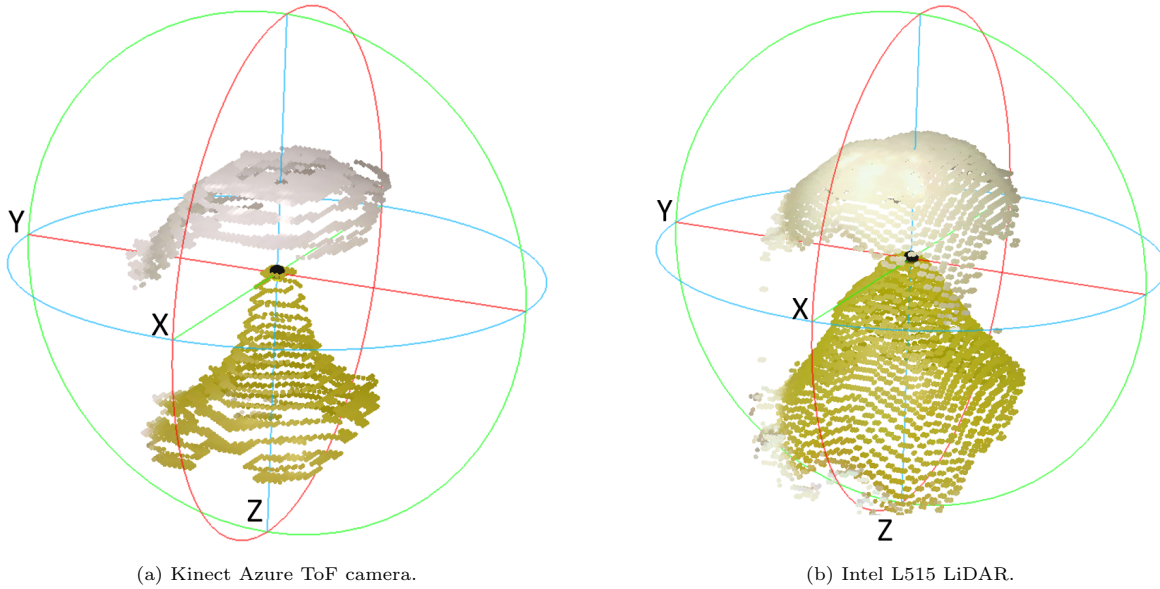 Y
X
Z
Y
X
Z
(a) Kinect Azure ToF camera.
(b) Intel L515 LiDAR.